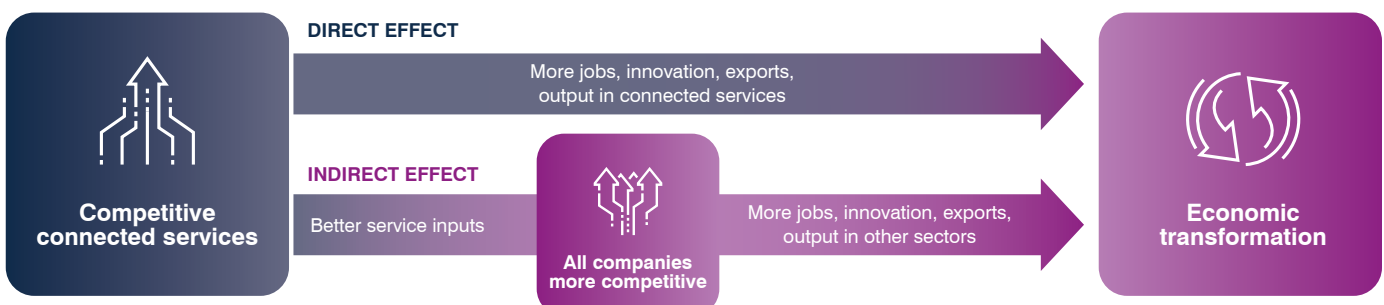 DIRECT EFFECT
More jobs, innovation, exports,
output in connected services
Competitive
connected services
INDIRECT EFFECT
Better service inputs
All companies
more competitive
More jobs, innovation, exports,
output in other sectors
Economic
transformation